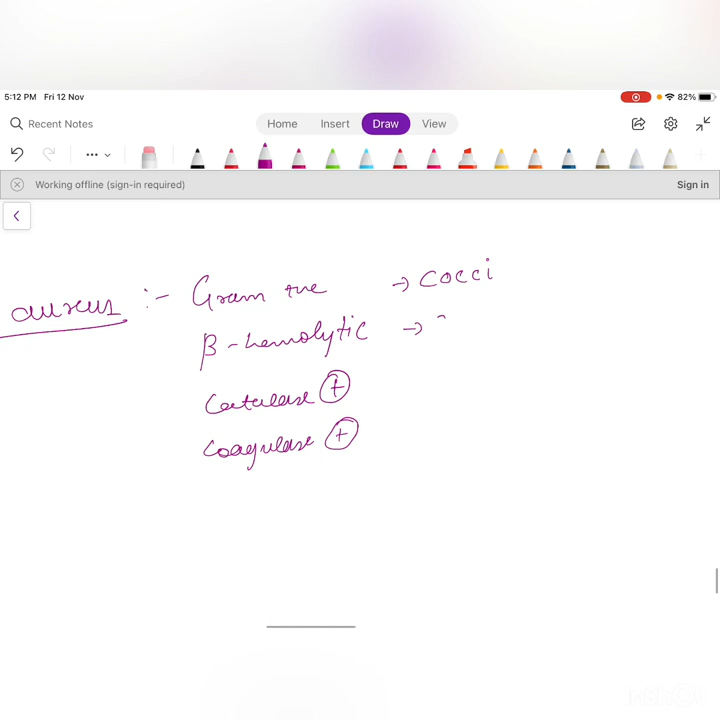 5:12 PM Fri 12 Nov 82%
Recent Notes Home Insert Draw View
Working offline (sign-in required) Sign in
aureus :- Gram +ve → cocci
β-hemolytic →
Catalase +
Coagulase +